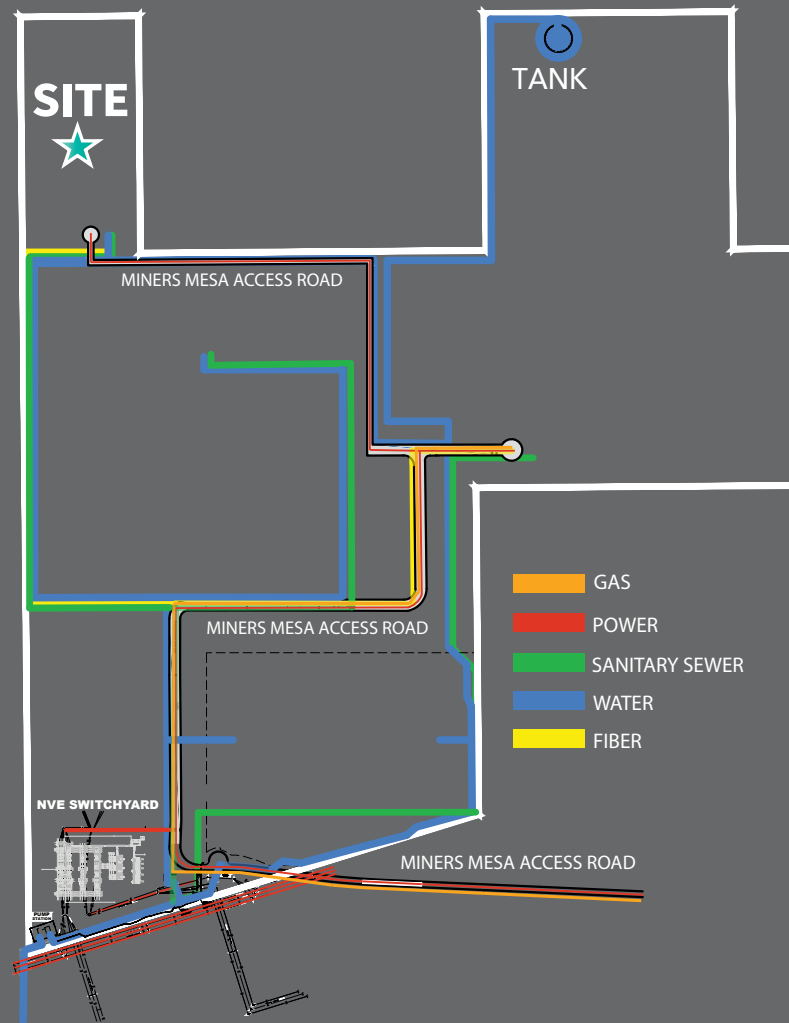 TANK
SITE
MINERS MESA ACCESS ROAD
GAS
POWER
MINERS MESA ACCESS ROAD
SANITARY SEWER
WATER
FIBER
NVE SWITCHYARD
MINERS MESA ACCESS ROAD
PUMP
STATION